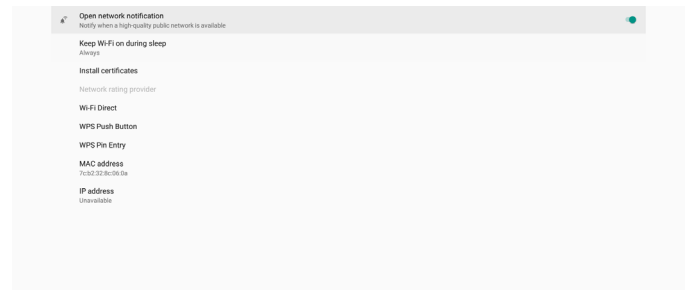 Open network notification
Notify when a high-quality public network is available
Keep Wi-Fi on during sleep
Always
Install certificates
Network rating provider
Wi-Fi Direct
WPS Push Button
WPS Pin Entry
MAC address
7c:b2:32:8c:06:0a
IP address
Unavailable